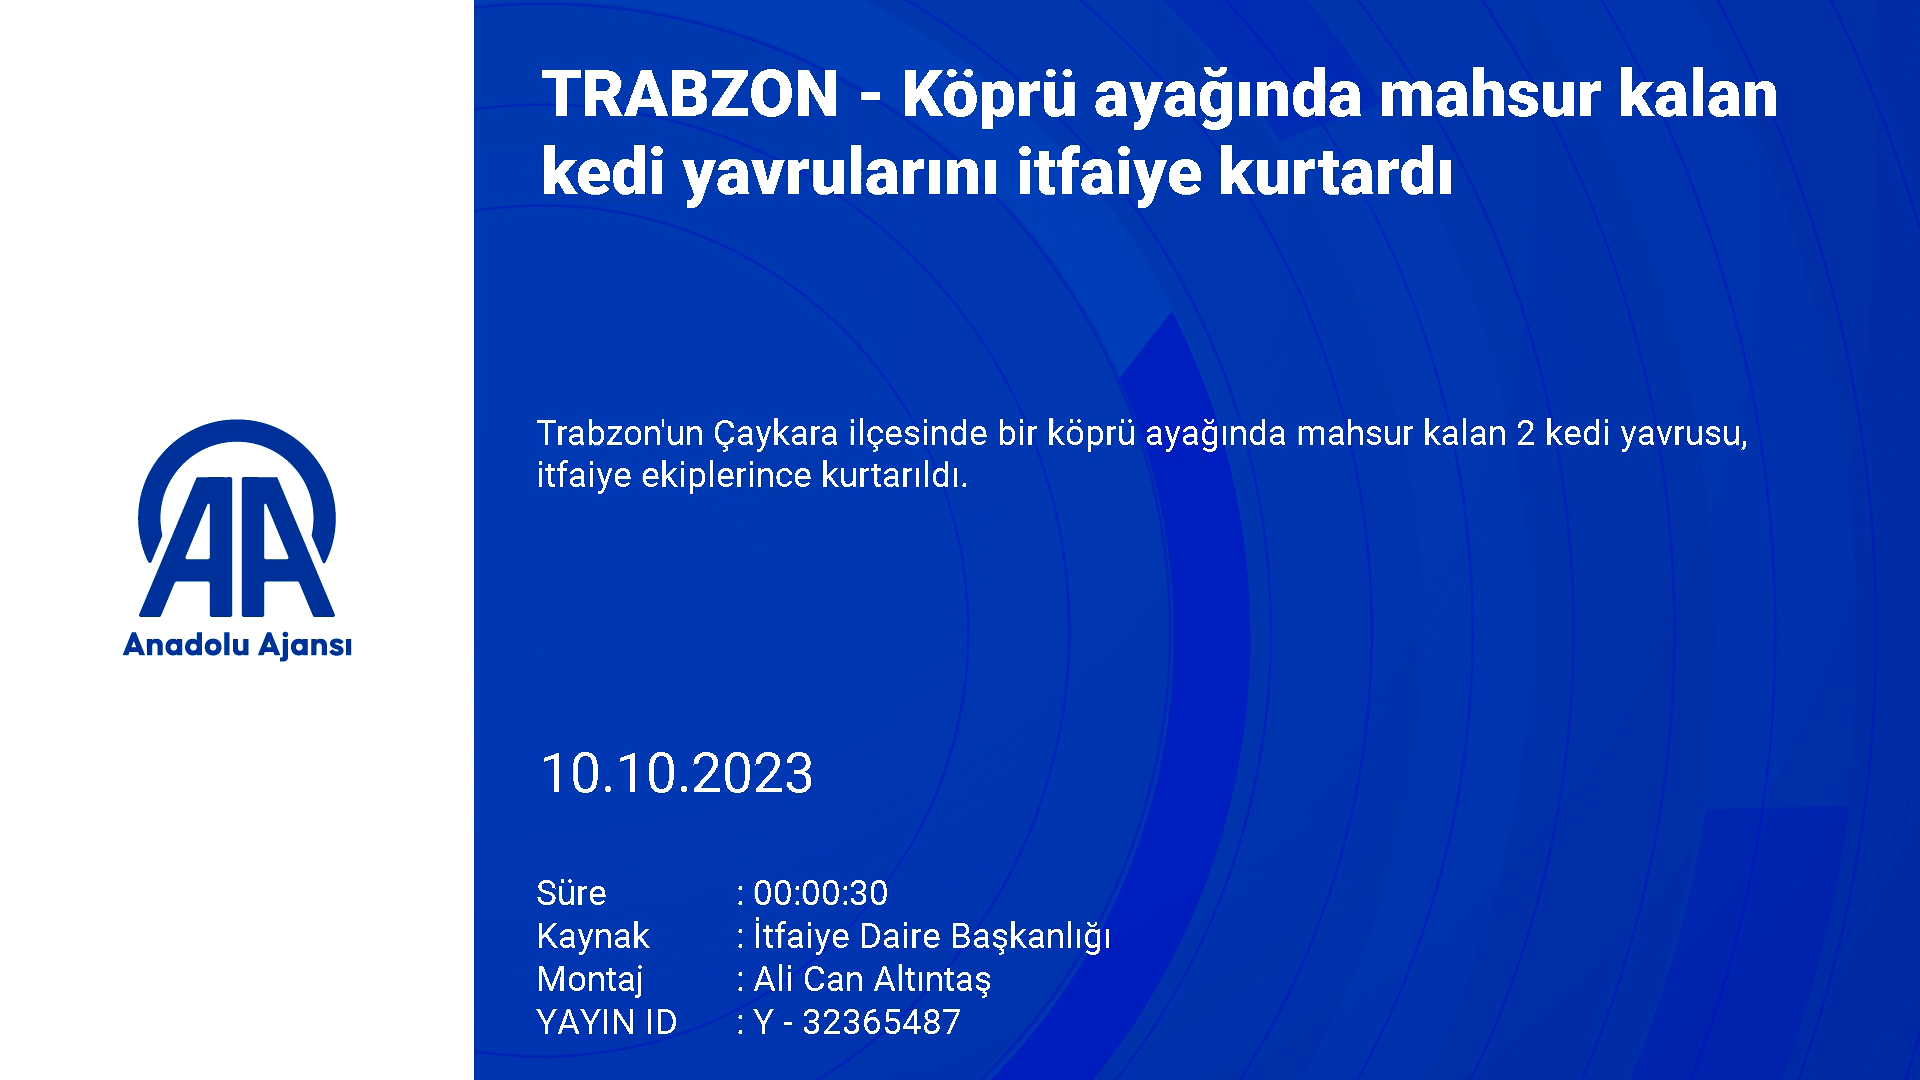 TRABZON - Köprü ayağında mahsur kalan
kedi yavrularını itfaiye kurtardı
Trabzon'un Çaykara ilçesinde bir köprü ayağında mahsur kalan 2 kedi yavrusu,
itfaiye ekiplerince kurtarıldı.
AA
Anadolu Ajansı
10.10.2023
Süre : 00:00:30
Kaynak : İtfaiye Daire Başkanlığı
Montaj : Ali Can Altıntaş
YAYIN ID : Y - 32365487